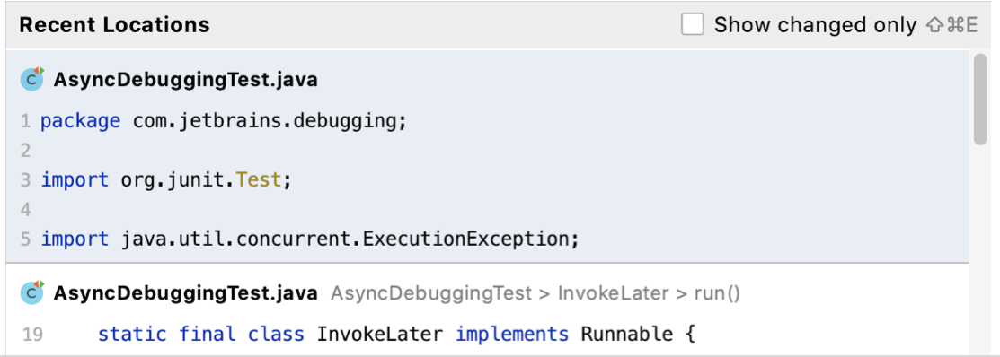 Recent Locations Show changed only ⇧⌘E
C AsyncDebuggingTest.java
1 package com.jetbrains.debugging;
2
3 import org.junit.Test;
4
5 import java.util.concurrent.ExecutionException;
C AsyncDebuggingTest.java AsyncDebuggingTest > InvokeLater > run()
19 static final class InvokeLater implements Runnable {